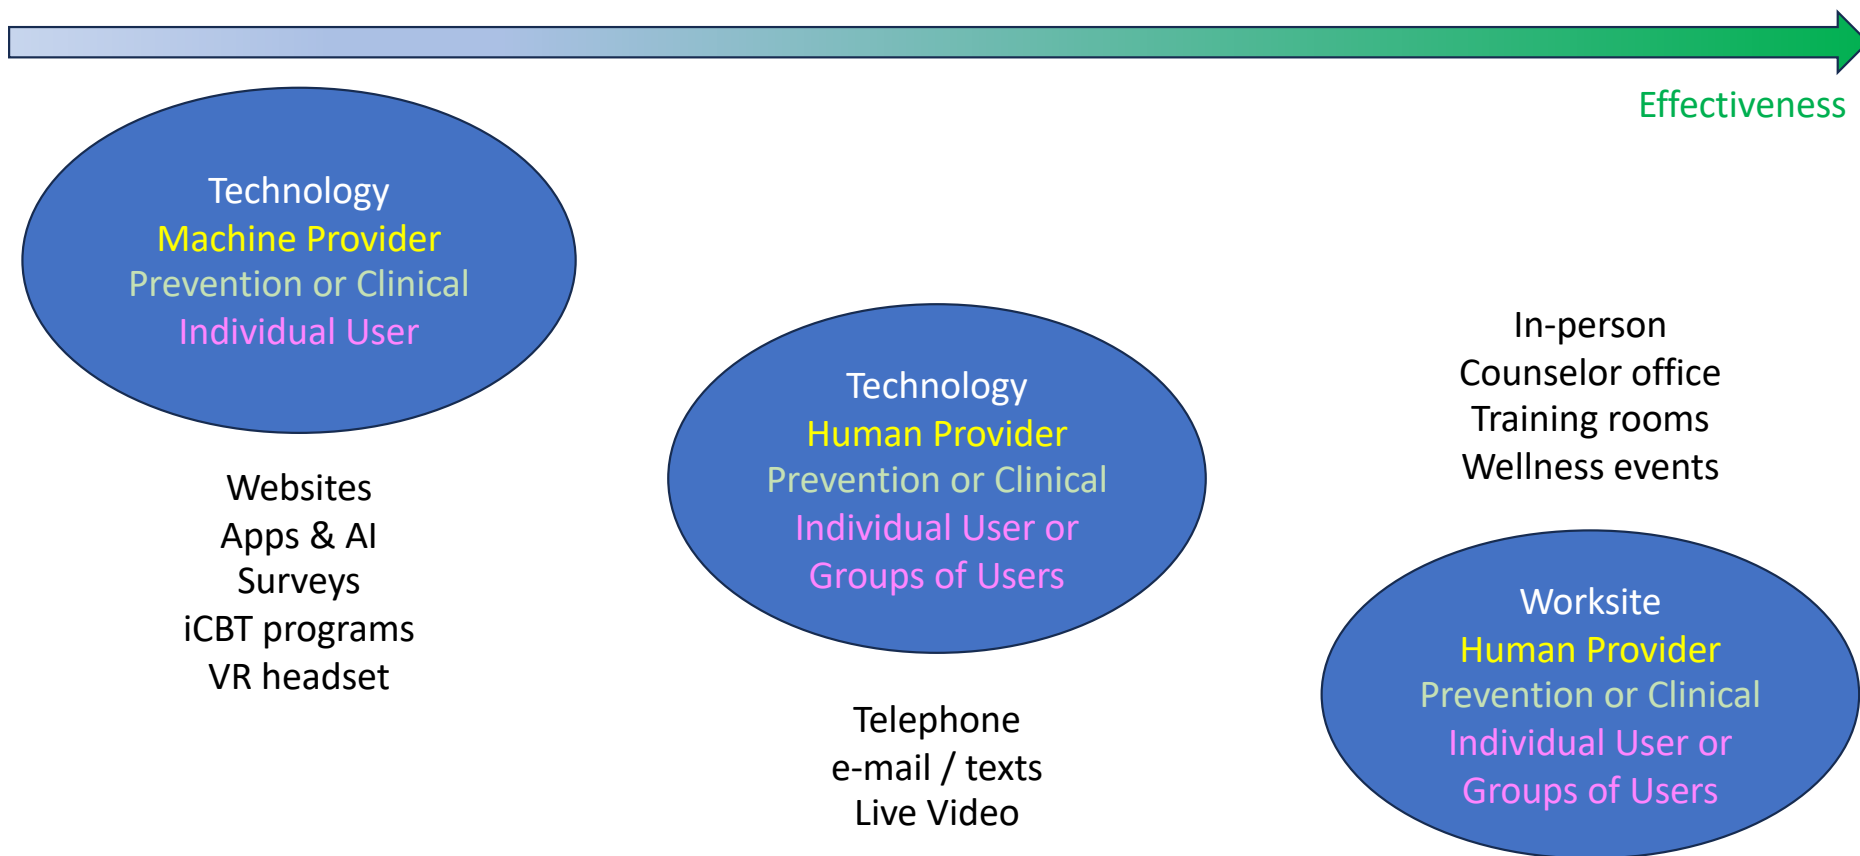 Effectiveness
Technology
Machine Provider
Prevention or Clinical
Individual User
Websites
Apps & AI
Surveys
iCBT programs
VR headset
Technology
Human Provider
Prevention or Clinical
Individual User or
Groups of Users
Telephone
e-mail / texts
Live Video
In-person
Counselor office
Training rooms
Wellness events
Worksite
Human Provider
Prevention or Clinical
Individual User or
Groups of Users